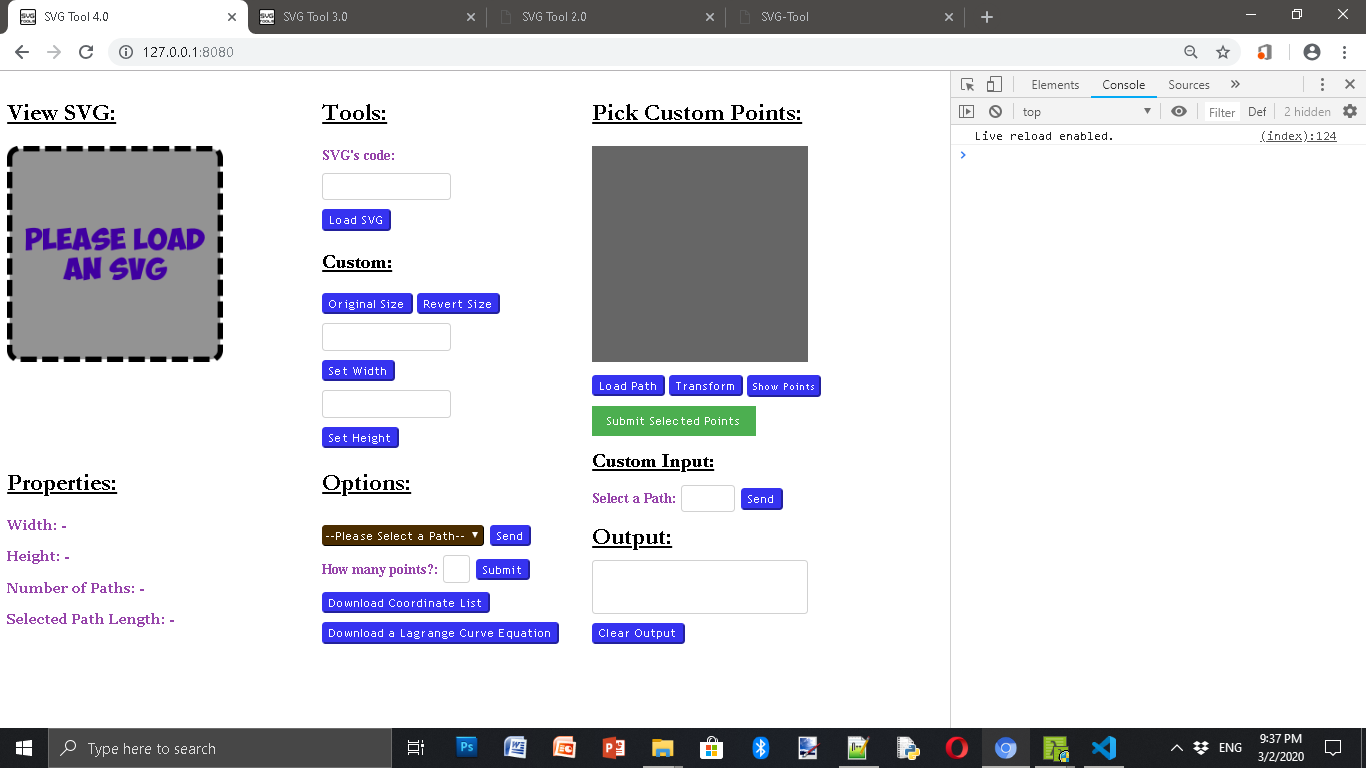 SVG Tool 4.0
SVG Tool 3.0
SVG Tool 2.0
SVG-Tool
127.0.0.1:8080
Elements
Console
Sources
top
Filter
Def
2 hidden
Live reload enabled.
(index):124
View SVG:
PLEASE LOAD
AN SVG
Properties:
Width: -
Height: -
Number of Paths: -
Selected Path Length: -
Tools:
SVG's code:
Load SVG
Custom:
Original Size
Revert Size
Set Width
Set Height
Options:
--Please Select a Path--
Send
How many points?:
Submit
Download Coordinate List
Download a Lagrange Curve Equation
Pick Custom Points:
Load Path
Transform
Show Points
Submit Selected Points
Custom Input:
Select a Path:
Send
Output:
Clear Output
Type here to search
ENG
9:37 PM
3/2/2020